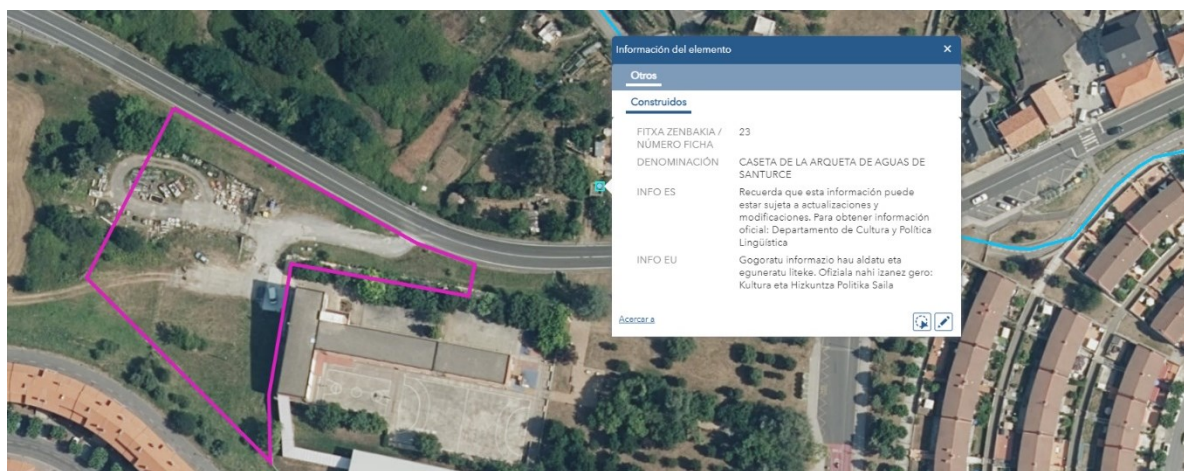 Información del elemento
Otros
Construidos
FITXA ZENBAKIA / 23
NÚMERO FICHA
DENOMINACIÓN CASETA DE LA ARQUETA DE AGUAS DE
SANTURCE
INFO ES Recuerda que esta información puede
estar sujeta a actualizaciones y
modificaciones. Para obtener información
oficial: Departamento de Cultura y Política
Lingüística
INFO EU Gogoratu informazio hau aldatu eta
eguneratu liteke. Ofiziala nahi izanez gero:
Kultura eta Hizkuntza Politika Saila
Acercar a